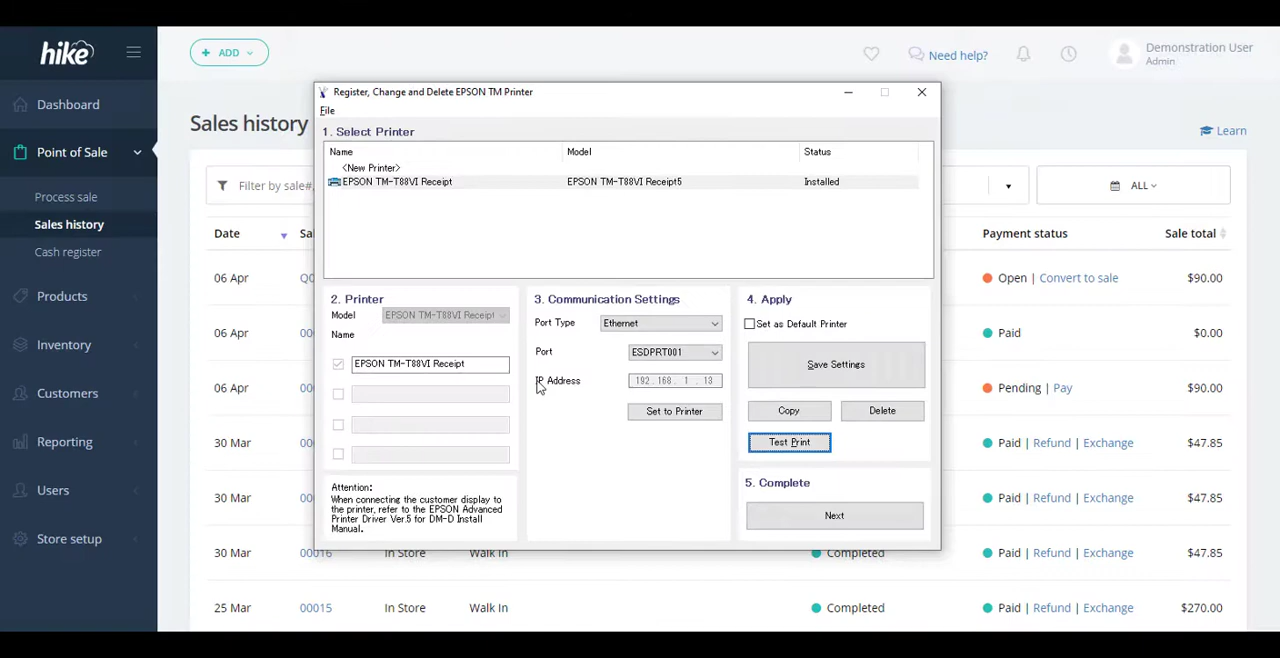 hike
ADD
Need help?
Demonstration User
Admin
Dashboard
Point of Sale
Process sale
Sales history
Cash register
Products
Inventory
Customers
Reporting
Users
Store setup
Sales history
Learn
Filter by sale#,
ALL
Date
Payment status
Sale total
06 Apr
Open | Convert to sale
$90.00
06 Apr
Paid
$0.00
06 Apr
Pending | Pay
$90.00
30 Mar
Paid | Refund | Exchange
$47.85
30 Mar
Paid | Refund | Exchange
$47.85
30 Mar
00016
In Store
Walk In
Completed
Paid | Refund | Exchange
$47.85
25 Mar
00015
In Store
Walk In
Completed
Paid | Refund | Exchange
$270.00
Register, Change and Delete EPSON TM Printer
File
1. Select Printer
Name
Model
Status
<New Printer>
EPSON TM-T88VI Receipt
EPSON TM-T88VI Receipt5
Installed
2. Printer
Model
EPSON TM-T88VI Receipt
Name
EPSON TM-T88VI Receipt
Attention:
When connecting the customer display to
the printer, refer to the EPSON Advanced
Printer Driver Ver.5 for DM-D Install
Manual.
3. Communication Settings
Port Type
Ethernet
Port
ESDPRT001
IP Address
192.168. 1 . 13
Set to Printer
4. Apply
Set as Default Printer
Save Settings
Copy
Delete
Test Print
5. Complete
Next